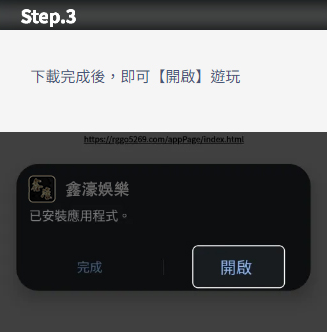 Step.3
下載完成後，即可【開啟】遊玩
https://rggo5269.com/appPage/index.html
鑫濠娛樂
已安裝應用程式。
完成
開啟